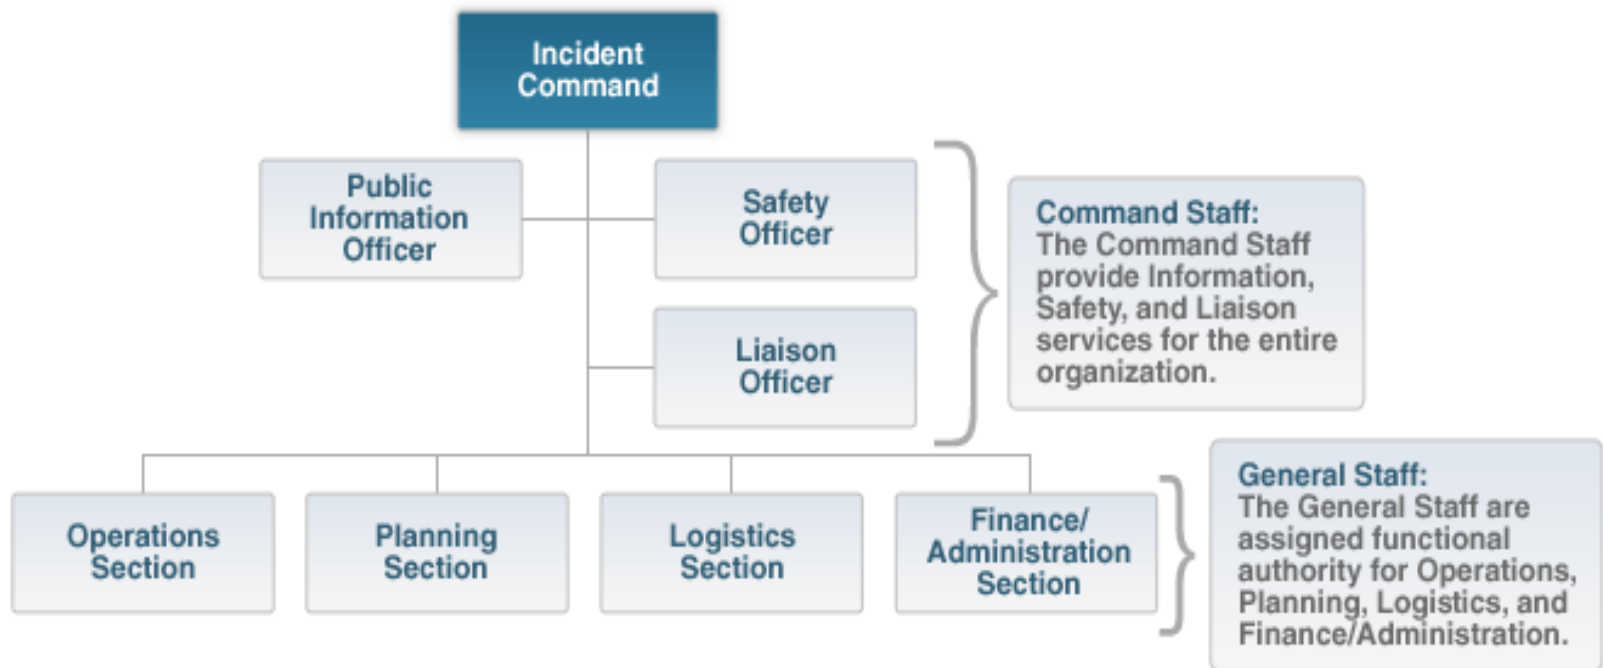 Incident
Command
Public
Information
Officer
Safety
Officer
Command Staff:
The Command Staff
provide Information,
Safety, and Liaison
services for the entire
organization.
Liaison
Officer
Operations
Section
Planning
Section
Logistics
Section
Finance/
Administration
Section
General Staff:
The General Staff are
assigned functional
authority for Operations,
Planning, Logistics, and
Finance/Administration.